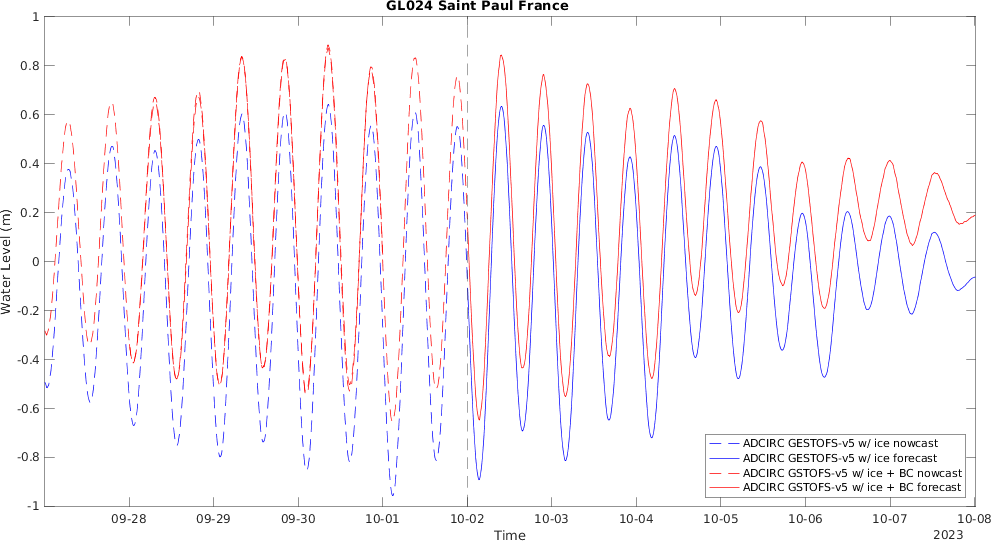 GL024 Saint Paul France
Water Level (m)
1
0.8
0.6
0.4
0.2
0
-0.2
-0.4
-0.6
-0.8
-1
ADCIRC GESTOFS-v5 w/ ice nowcast
ADCIRC GESTOFS-v5 w/ ice forecast
ADCIRC GSTOFS-v5 w/ ice + BC nowcast
ADCIRC GSTOFS-v5 w/ ice + BC forecast
09-28 09-29 09-30 10-01 10-02 10-03 10-04 10-05 10-06 10-07 10-08
Time
2023